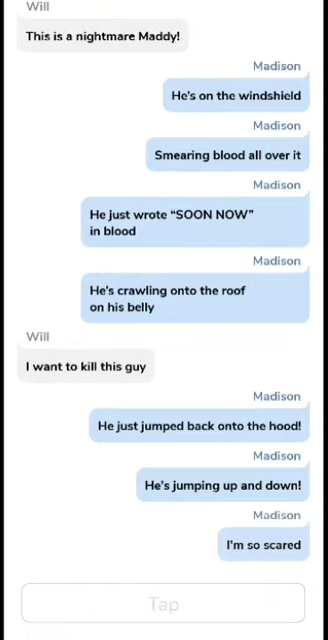 Will
This is a nightmare Maddy!
Madison
He's on the windshield
Madison
Smearing blood all over it
Madison
He just wrote “SOON NOW”
in blood
Madison
He's crawling onto the roof
on his belly
Will
I want to kill this guy
Madison
He just jumped back onto the hood!
Madison
He's jumping up and down!
Madison
I'm so scared
Tap